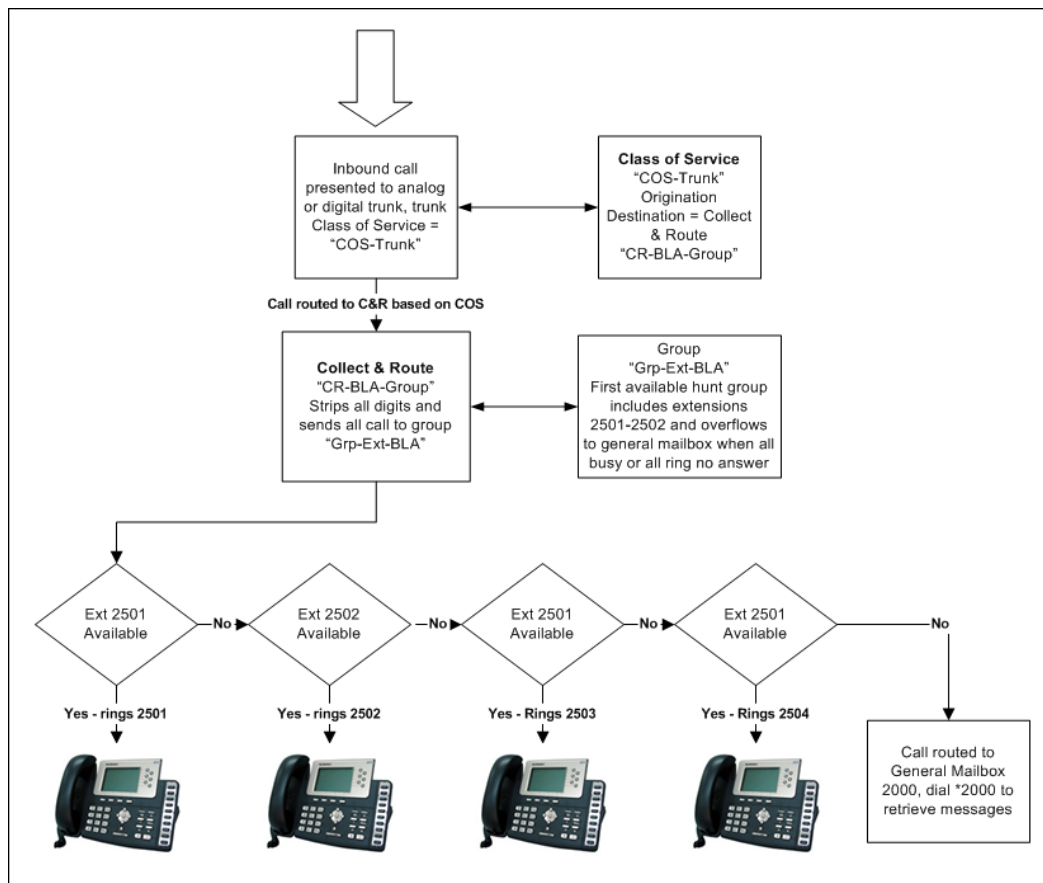 Inbound call
presented to analog
or digital trunk, trunk
Class of Service =
“COS-Trunk”
Class of Service
“COS-Trunk”
Origination
Destination = Collect
& Route
“CR-BLA-Group”
Call routed to C&R based on COS
Collect & Route
“CR-BLA-Group”
Strips all digits and
sends all call to group
“Grp-Ext-BLA”
Group
“Grp-Ext-BLA”
First available hunt group
includes extensions
2501-2502 and overflows
to general mailbox when all
busy or all ring no answer
Ext 2501
Available
No
Ext 2502
Available
No
Ext 2501
Available
No
Ext 2501
Available
No
Yes - rings 2501
Yes - rings 2502
Yes - Rings 2503
Yes - Rings 2504
Call routed to
General Mailbox
2000, dial *2000 to
retrieve messages